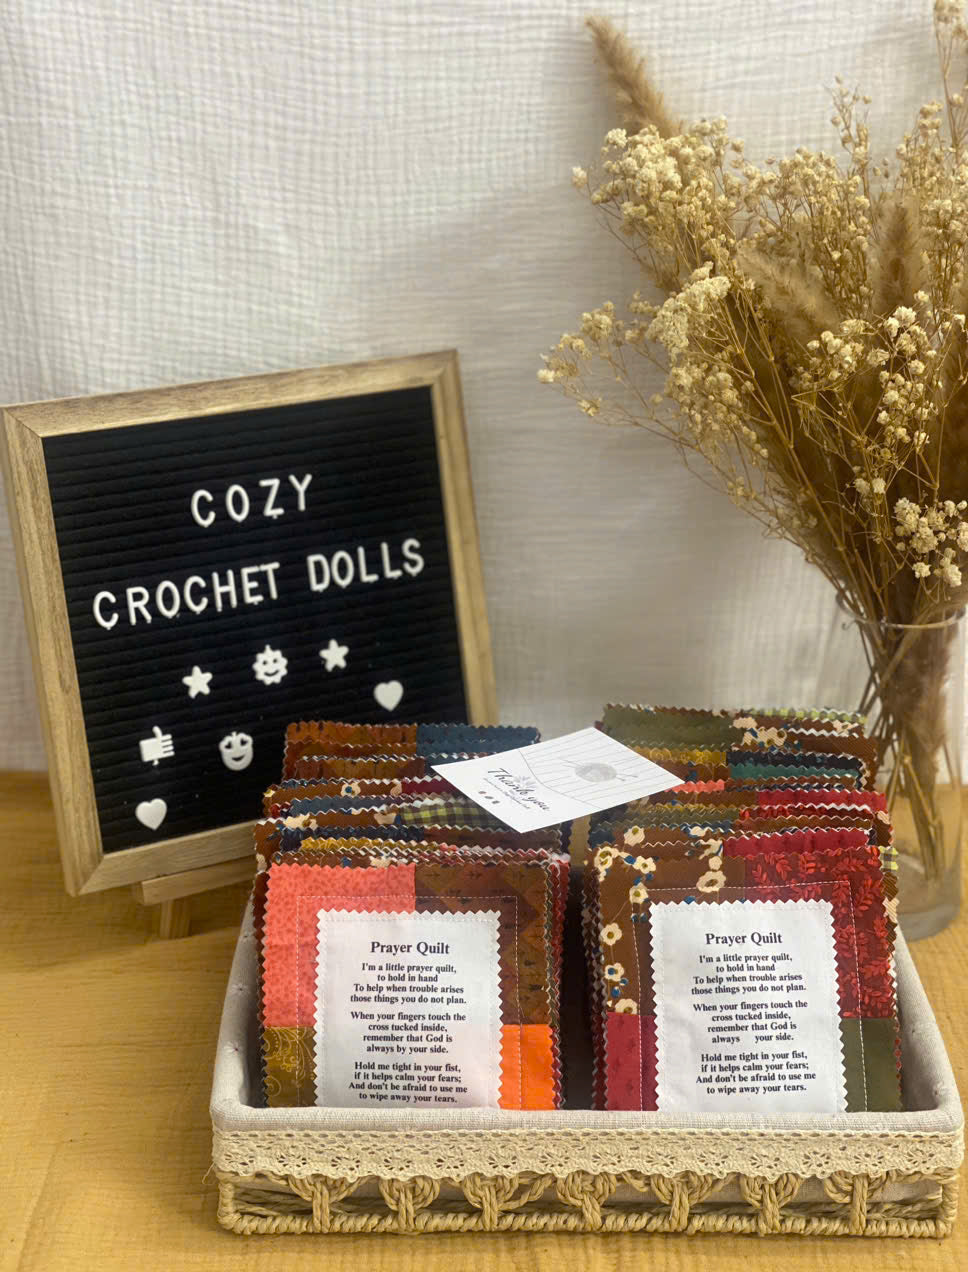 COZY
CROCHET DOLLS
Thank you
Prayer Quilt
I'm a little prayer quilt,
to hold in hand
To help when trouble arises
those things you do not plan.
When your fingers touch the
cross tucked inside,
remember that God is
always by your side.
Hold me tight in your fist,
if it helps calm your fears;
And don't be afraid to use me
to wipe away your tears.
Prayer Quilt
I'm a little prayer quilt,
to hold in hand
To help when trouble arises
those things you do not plan.
When your fingers touch the
cross tucked inside,
remember that God is
always your side.
Hold me tight in your fist,
if it helps calm your fears;
And don't be afraid to use me
to wipe away your tears.